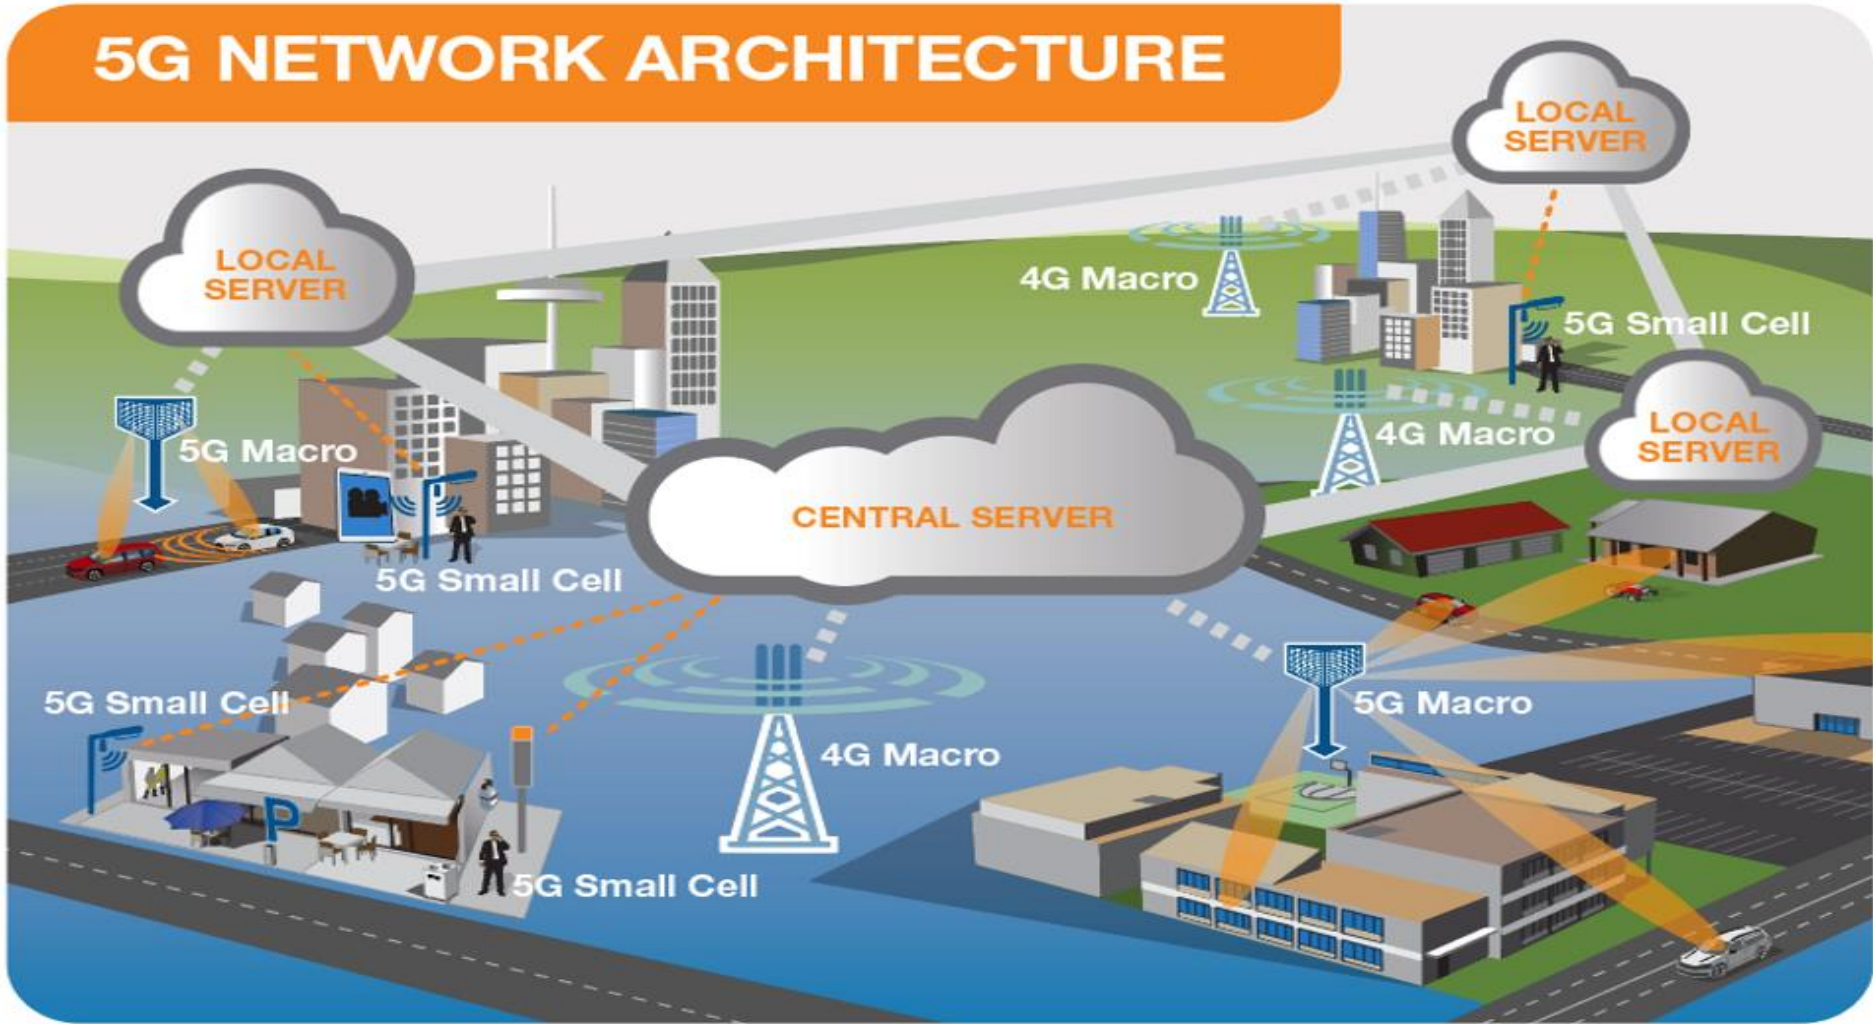 5G NETWORK ARCHITECTURE
LOCAL
SERVER
LOCAL
SERVER
4G Macro
5G Small Cell
5G Macro
4G Macro
LOCAL
SERVER
CENTRAL SERVER
5G Small Cell
5G Small Cell
5G Macro
4G Macro
P
5G Small Cell